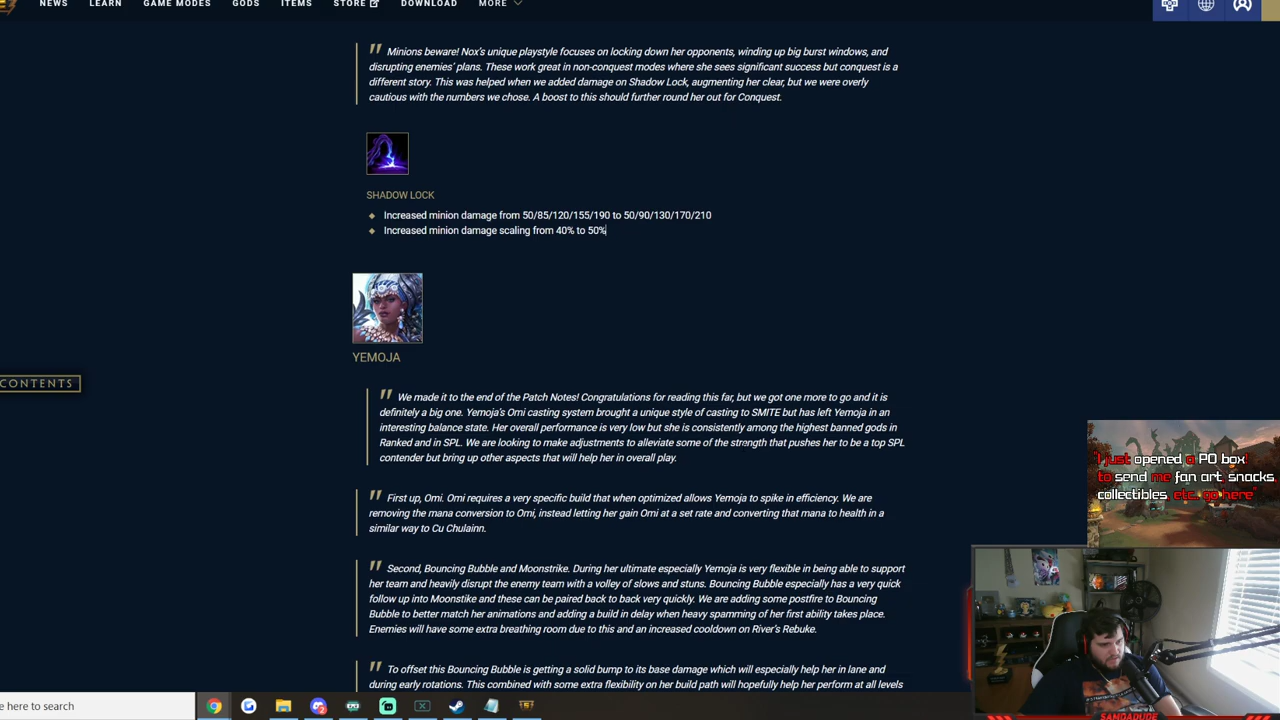 NEWS LEARN GAME MODES GODS ITEMS STORE DOWNLOAD MORE
" Minions beware! Nox's unique playstyle focuses on locking down her opponents, winding up big burst windows, and
disrupting enemies' plans. These work great in non-conquest modes where she sees significant success but conquest is a
different story. This was helped when we added damage on Shadow Lock, augmenting her clear, but we were overly
cautious with the numbers we chose. A boost to this should further round her out for Conquest.
SHADOW LOCK
Increased minion damage from 50/85/120/155/190 to 50/90/130/170/210
Increased minion damage scaling from 40% to 50%
YEMOJA
CONTENTS
" We made it to the end of the Patch Notes! Congratulations for reading this far, but we got one more to go and it is
definitely a big one. Yemoja's Omi casting system brought a unique style of casting to SMITE but has left Yemoja in an
interesting balance state. Her overall performance is very low but she is consistently among the highest banned gods in
Ranked and in SPL. We are looking to make adjustments to alleviate some of the strength that pushes her to be a top SPL
contender but bring up other aspects that will help her in overall play.
"I just opened a PO box!
to send me fan art, snacks,
collectibles, etc. go here"
" First up, Omi. Omi requires a very specific build that when optimized allows Yemoja to spike in efficiency. We are
removing the mana conversion to Omi, instead letting her gain Omi at a set rate and converting that mana to health in a
similar way to Cu Chulainn.
" Second, Bouncing Bubble and Moonstrike. During her ultimate especially Yemoja is very flexible in being able to support
her team and heavily disrupt the enemy team with a volley of slows and stuns. Bouncing Bubble especially has a very quick
follow up into Moonstike and these can be paired back to back very quickly. We are adding some postfire to Bouncing
Bubble to better match her animations and adding a build in delay when heavy spamming of her first ability takes place.
Enemies will have some extra breathing room due to this and an increased cooldown on River's Rebuke.
" To offset this Bouncing Bubble is getting a solid bump to its base damage which will especially help her in lane and
during early rotations. This combined with some extra flexibility on her build path will hopefully help her perform at all levels
e here to search
SANGADUDE